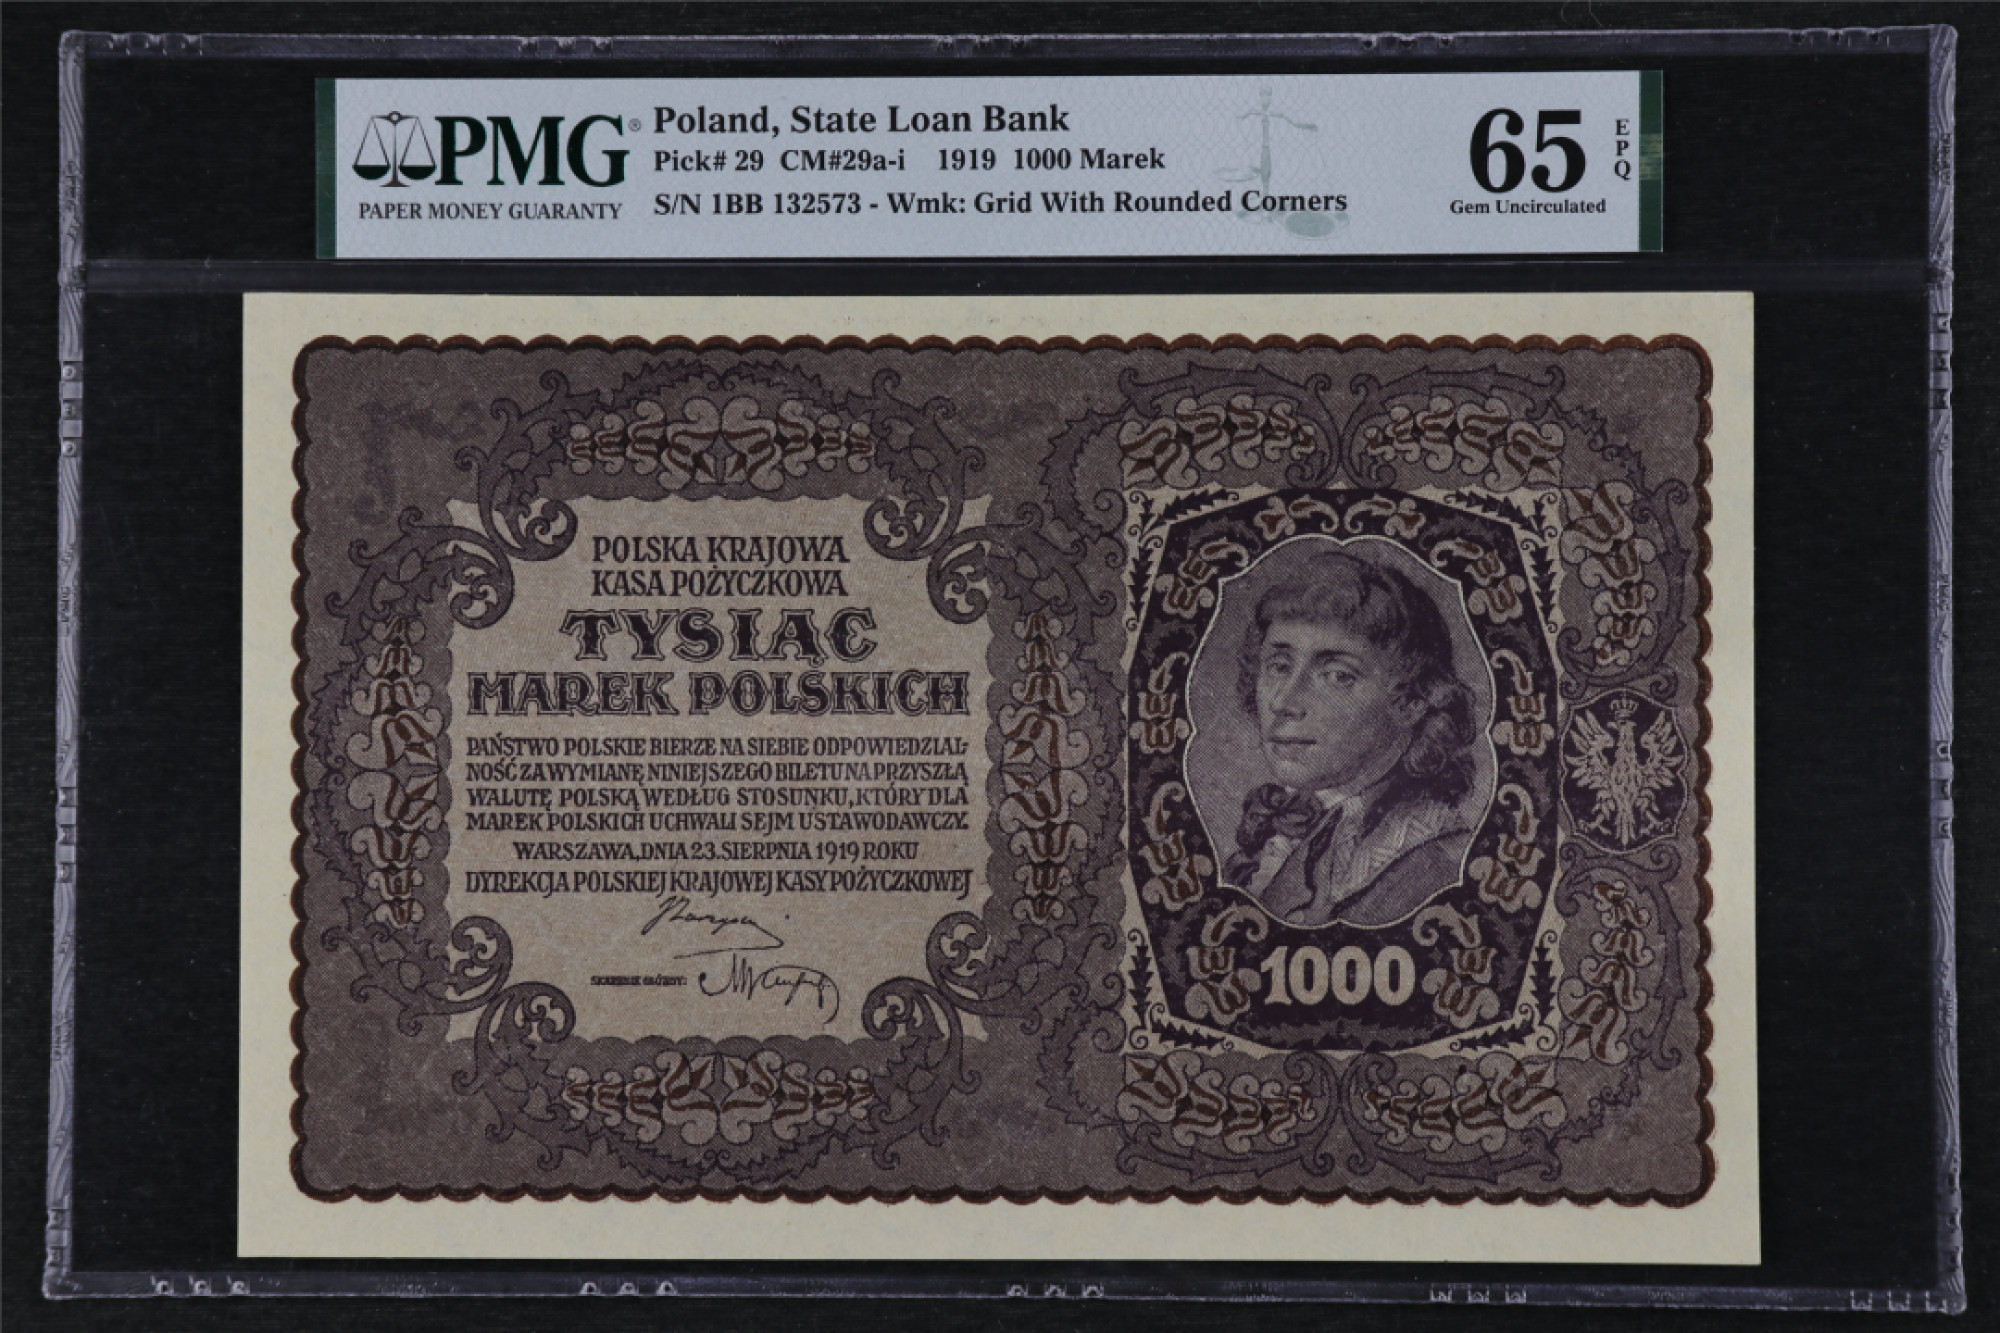 PMG®
PAPER MONEY GUARANTY
Poland, State Loan Bank
Pick# 29 CM#29a-i 1919 1000 Marek
S/N 1BB 132573 - Wmk: Grid With Rounded Corners
65 EPQ
Gem Uncirculated
POLSKA KRAJOWA
KASA POŻYCZKOWA
TYSIĄC
MAREK POLSKICH
PAŃSTWO POLSKIE BIERZE NA SIEBIE ODPOWIEDZIAL-
NOŚĆ ZA WYMIANĘ NINIEJSZEGO BILETU NA PRZYSZŁĄ
WALUTĘ POLSKĄ WEDŁUG STOSUNKU, KTÓRY DLA
MAREK POLSKICH UCHWALI SEJM USTAWODAWCZY.
WARSZAWA, DNIA 23. SIERPNIA 1919 ROKU
DYREKCJA POLSKIEJ KRAJOWEJ KASY POŻYCZKOWEJ
SKARBNIK GŁÓWNY:
1000